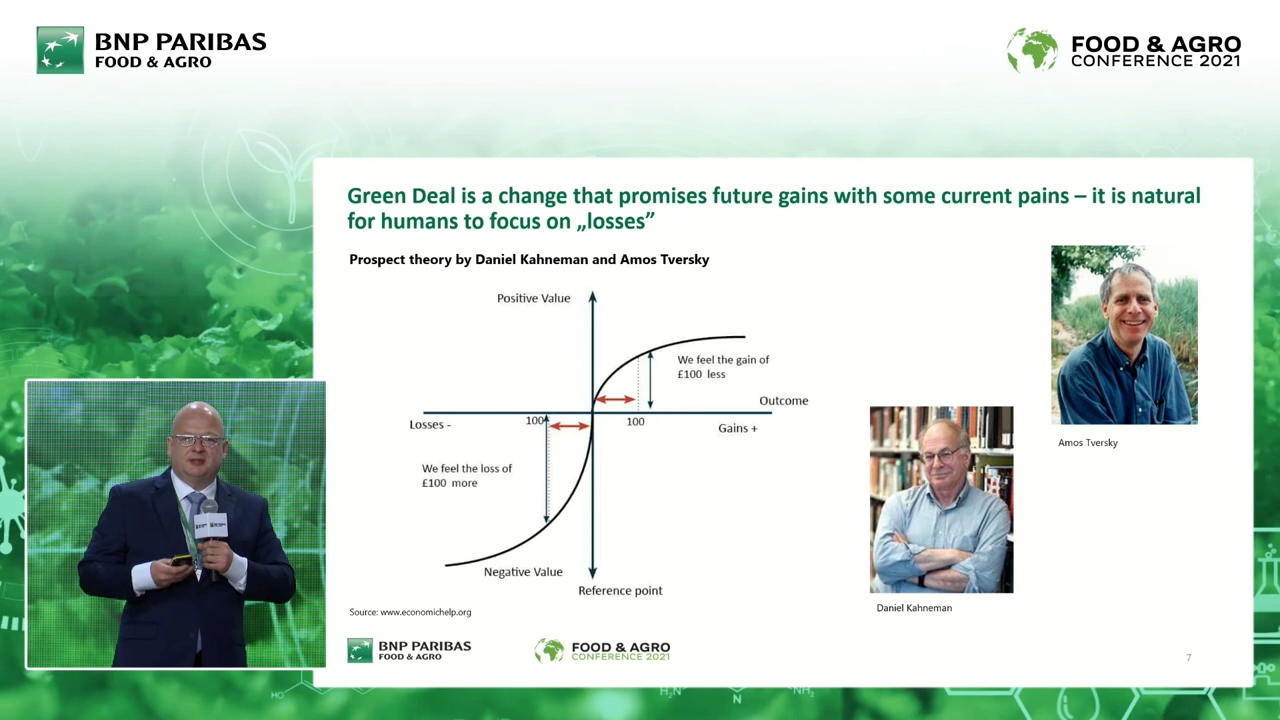 BNP PARIBAS
FOOD & AGRO
FOOD & AGRO
CONFERENCE 2021
Green Deal is a change that promises future gains with some current pains – it is natural
for humans to focus on „losses”
Prospect theory by Daniel Kahneman and Amos Tversky
Positive Value
We feel the gain of
£100 less
Outcome
Losses -
100
100
Gains +
We feel the loss of
£100 more
Negative Value
Reference point
Amos Tversky
Daniel Kahneman
Source: www.economichelp.org
BNP PARIBAS
FOOD & AGRO
FOOD & AGRO
CONFERENCE 2021
7
HO
H₂N
N
NH₂